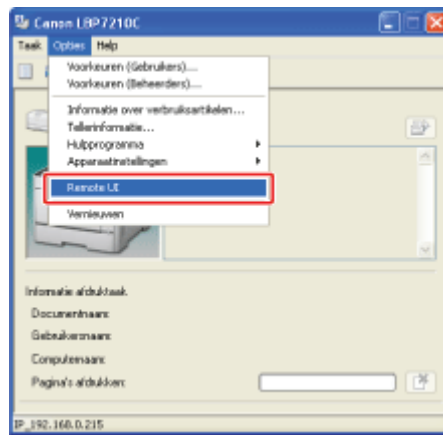 Canon LBP7210C
Taak Opties Help
Voorkeuren (Gebruikers)...
Voorkeuren (Beheerders)...
Informatie over verbruiksartikelen...
Tellerinformatie...
Hulpprogramma
Apparaatinstellingen
Remote UI
Vernieuwen
Informatie afdruktaak
Documentnaam:
Gebruikersnaam:
Computernaam:
Pagina's afdrukken:
IP_192.168.0.215